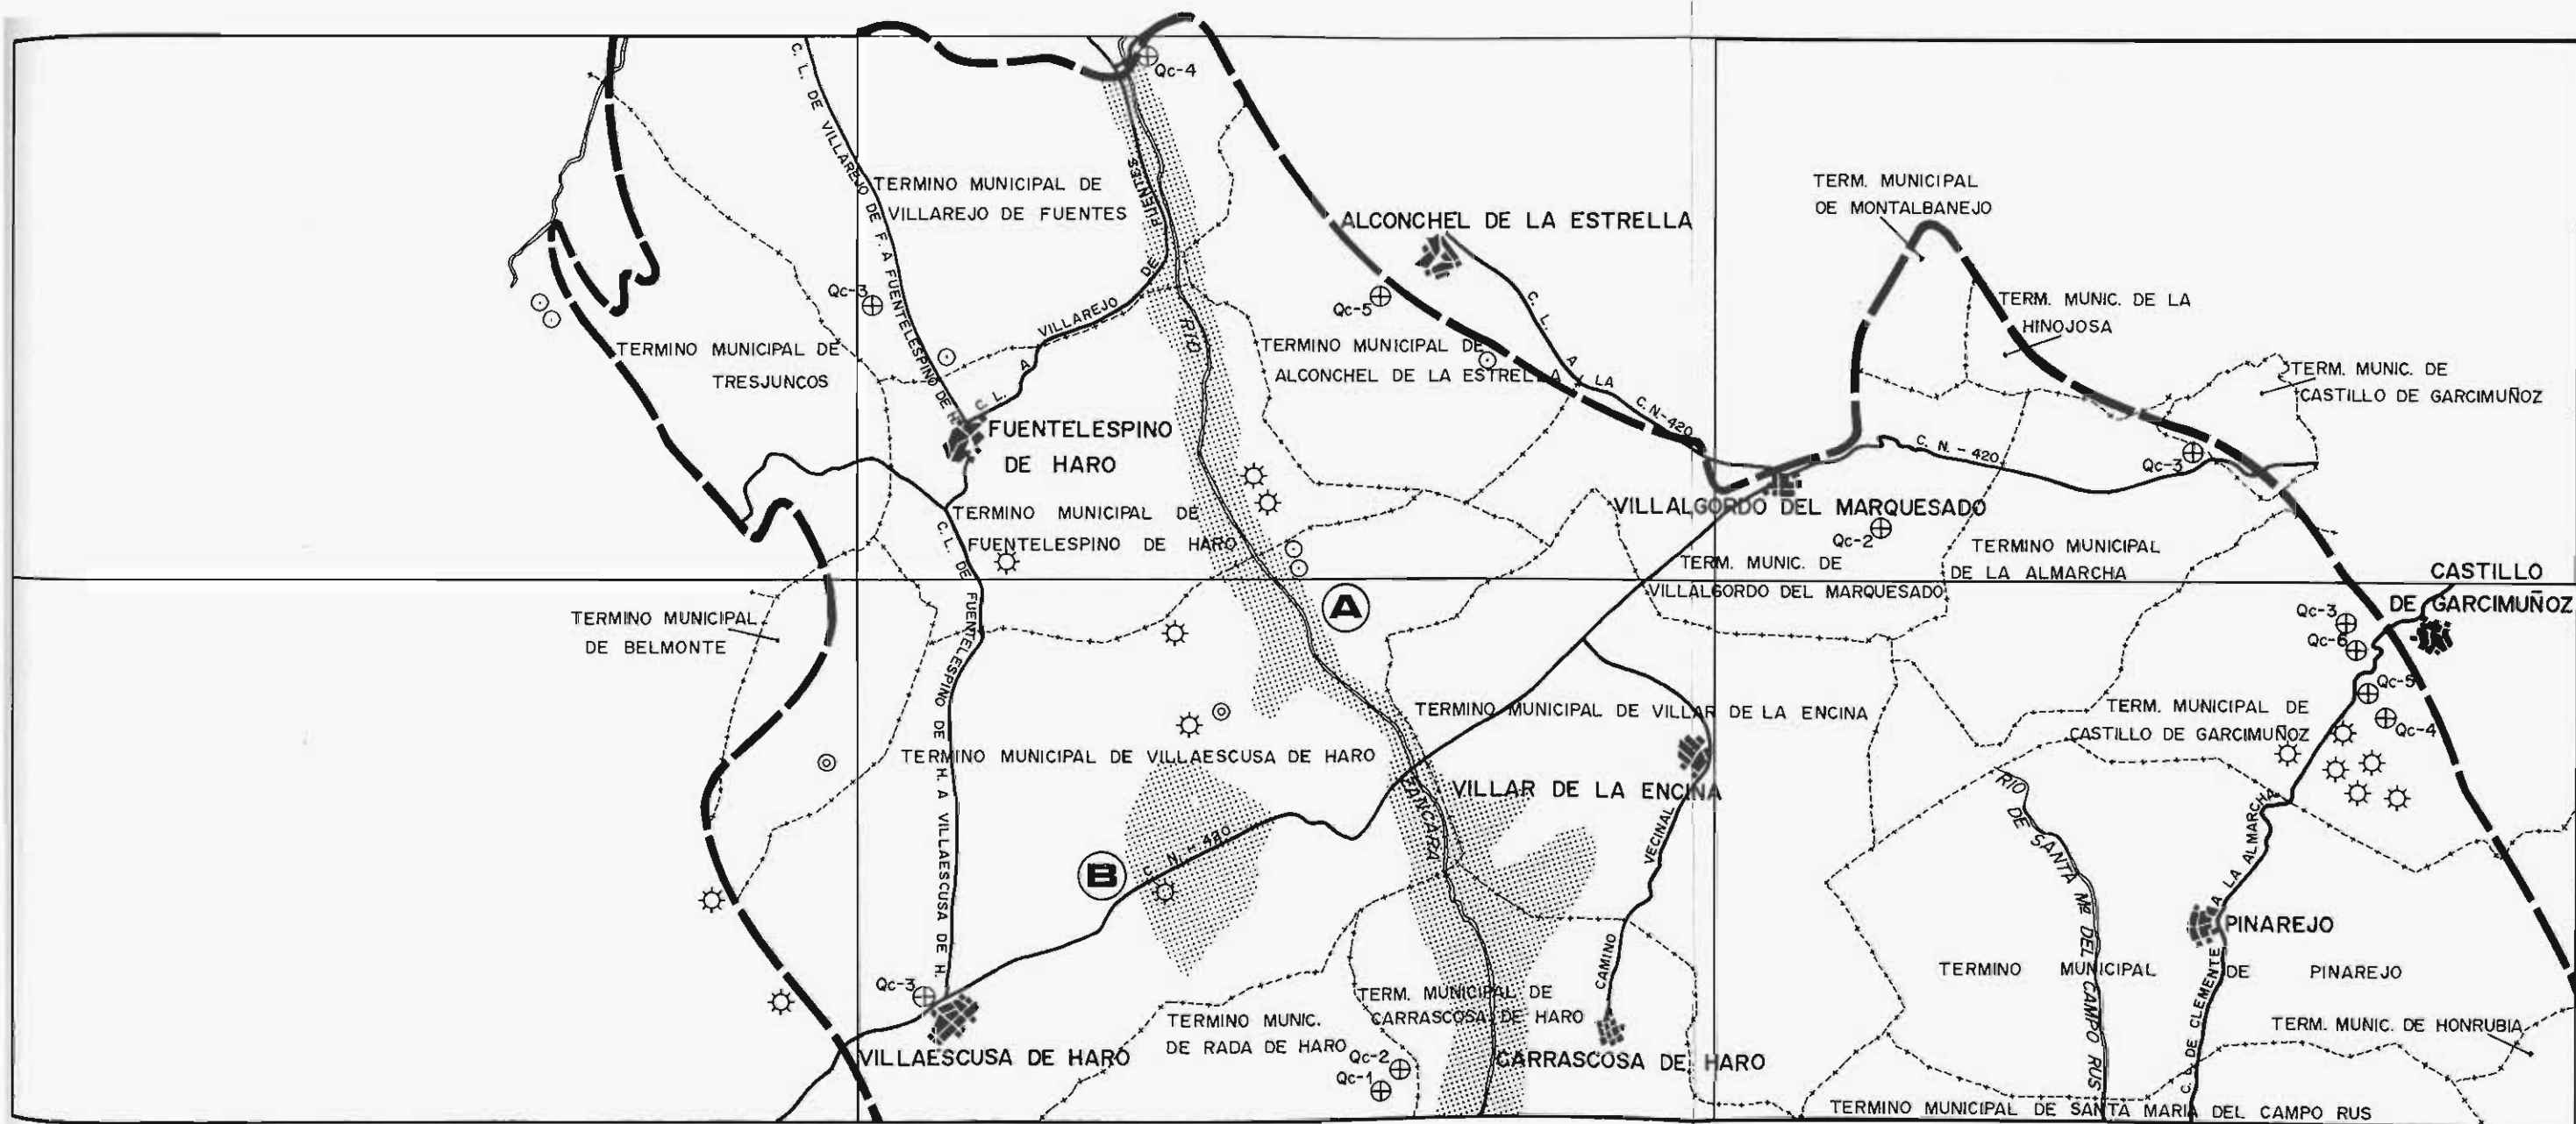 Qc-4
C. L. DE VILLAREJO DE F. A FUENTELESPINO DE H.
TERMINO MUNICIPAL DE
VILLAREJO DE FUENTES
FUENTES
DE
VILLAREJO
A
C. L.
RIO
ALCONCHEL DE LA ESTRELLA
TERM. MUNICIPAL
DE MONTALBANEJO
Qc-3
Qc-5
C. L.
A
LA
C. N-420
TERM. MUNIC. DE LA
HINOJOSA
TERMINO MUNICIPAL DE
TRESJUNCOS
TERMINO MUNICIPAL DE
ALCONCHEL DE LA ESTRELLA
TERM. MUNIC. DE
CASTILLO DE GARCIMUÑOZ
FUENTELESPINO
DE HARO
C. N. - 420
Qc-3
TERMINO MUNICIPAL DE
FUENTELESPINO DE HARO
VILLALGORDO DEL MARQUESADO
Qc-2
TERM. MUNIC. DE
VILLALGORDO DEL MARQUESADO
TERMINO MUNICIPAL
DE LA ALMARCHA
CASTILLO
DE GARCIMUÑOZ
C. L. DE FUENTELESPINO DE H. A VILLAESCUSA DE H.
A
TERMINO MUNICIPAL
DE BELMONTE
Qc-3
Qc-6
Qc-5
Qc-4
TERMINO MUNICIPAL DE VILLAR DE LA ENCINA
TERM. MUNICIPAL DE
CASTILLO DE GARCIMUÑOZ
TERMINO MUNICIPAL DE VILLAESCUSA DE HARO
VILLAR DE LA ENCINA
ZANCARA
RIO DE SANTA Mª DEL CAMPO RUS
B
C. N. - 420
CAMINO VECINAL
C. L. DE CLEMENTE A LA ALMARCHA
PINAREJO
TERMINO MUNICIPAL DE PINAREJO
Qc-3
TERM. MUNICIPAL DE
CARRASCOSA DE HARO
TERMINO MUNIC.
DE RADA DE HARO
TERM. MUNIC. DE HONRUBIA
VILLAESCUSA DE HARO
Qc-2
Qc-1
CARRASCOSA DE HARO
TERMINO MUNICIPAL DE SANTA MARIA DEL CAMPO RUS